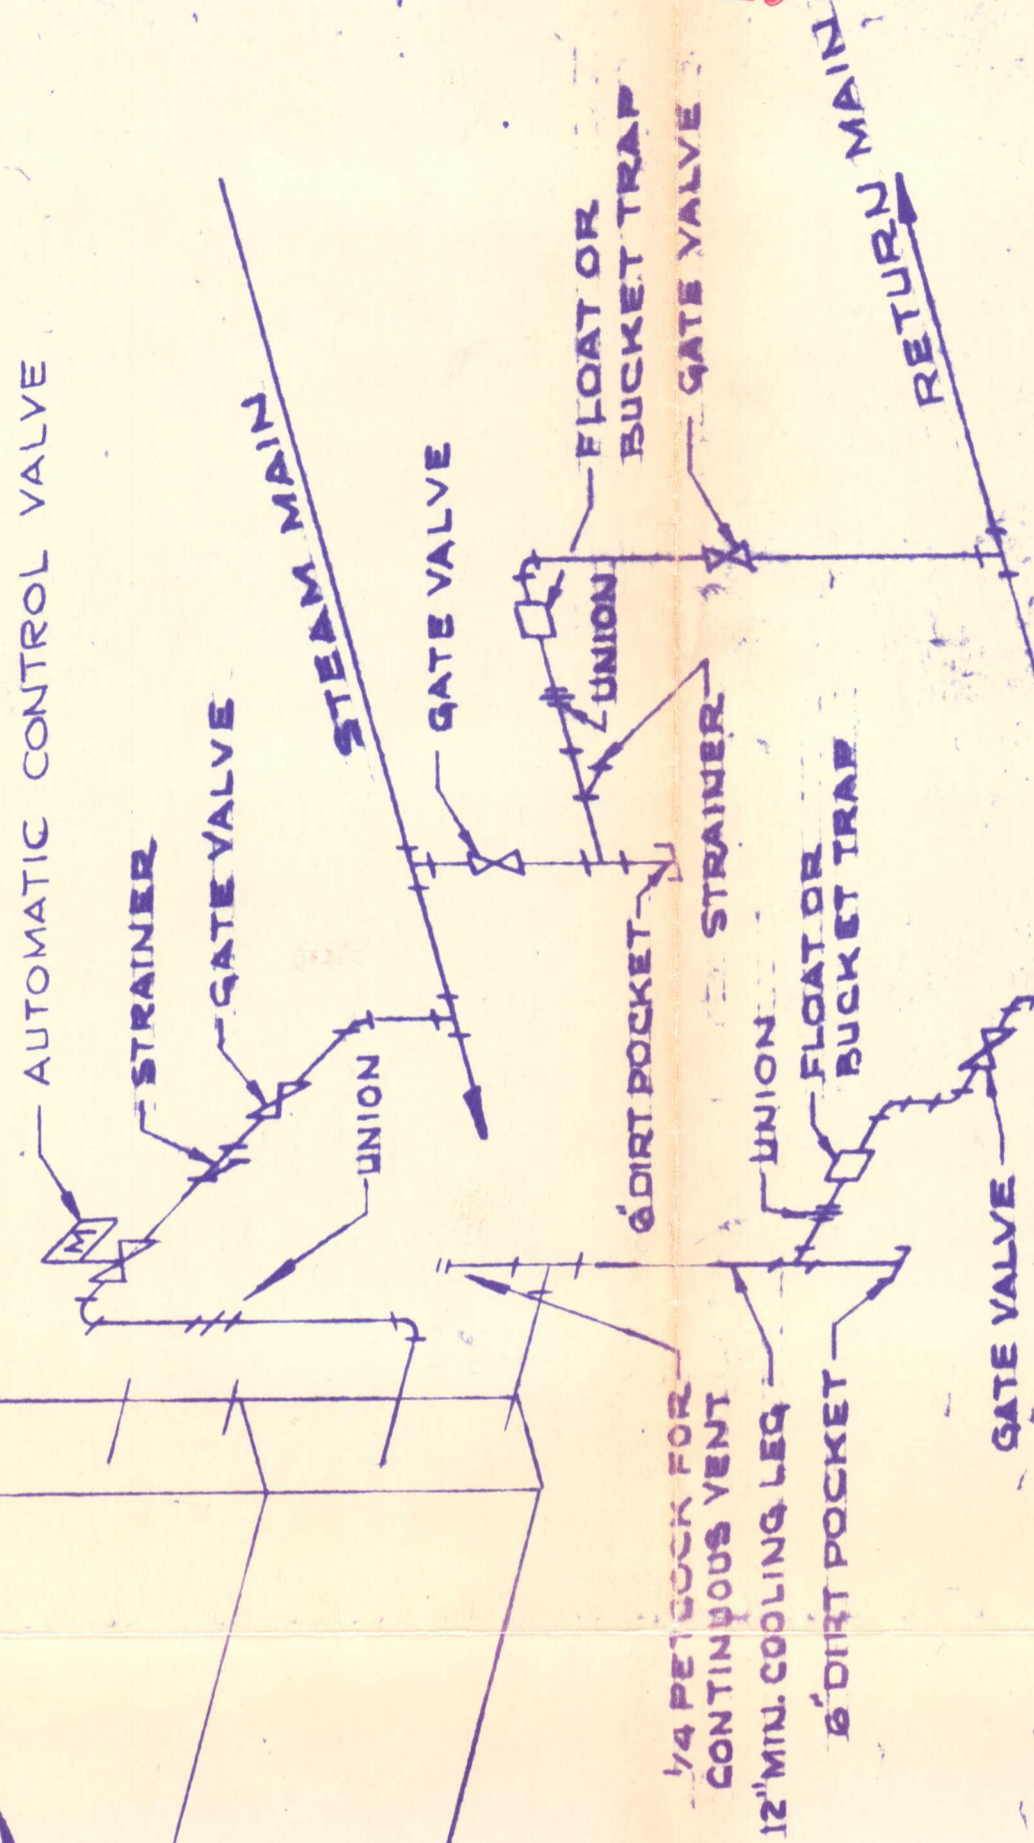 AUTOMATIC CONTROL VALVE
STRAINER
GATE VALVE
M
STEAM MAIN
UNION
GATE VALVE
FLOAT OR
BUCKET TRAP
GATE VALVE
UNION
STRAINER
6" DIRT POCKET
RETURN MAIN
UNION
FLOAT OR
BUCKET TRAP
GATE VALVE
1/4 PETCOCK FOR
CONTINUOUS VENT
12" MIN. COOLING LEG
6" DIRT POCKET